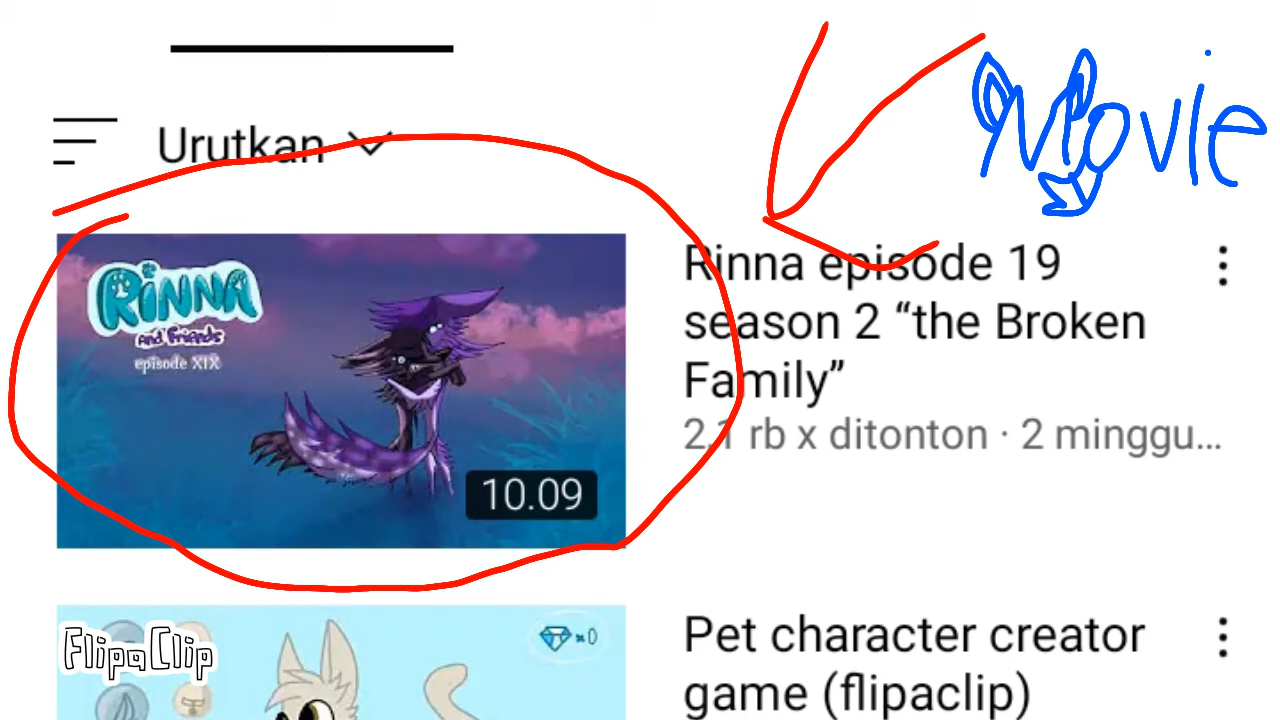 Movie
Urutkan
RiNNA
And Friends
episode XIX
10.09
Rinna episode 19
season 2 “the Broken
Family”
2,1 rb x ditonton · 2 minggu...
FlipaClip
×0
Pet character creator
game (flipaclip)